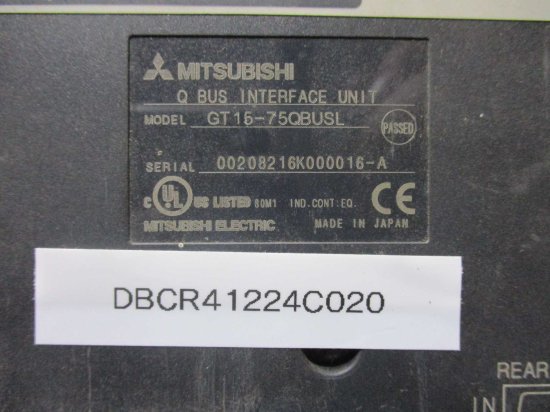 MITSUBISHI
Q BUS INTERFACE UNIT
MODEL GT15-75QBUSL
PASSED
SERIAL 00208216K000016-A
C UL US LISTED 80M1 IND.CONT.EQ. CE
MITSUBISHI ELECTRIC MADE IN JAPAN
DBCR41224C020
REAR
IN